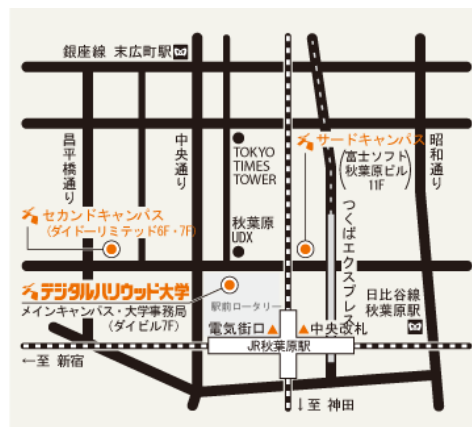 銀座線 末広町駅
昌平橋通り
中央通り
TOKYO
TIMES
TOWER
サードキャンパス
(富士ソフト
秋葉原ビル
11F)
昭和通り
セカンドキャンパス
(ダイドーリミテッド6F・7F)
秋葉原
UDX
つくばエクスプレス
デジタルハリウッド大学
メインキャンパス・大学事務局
(ダイビル7F)
駅前ロータリー
日比谷線
秋葉原駅
電気街口
中央改札
JR秋葉原駅
←至 新宿
↓至 神田